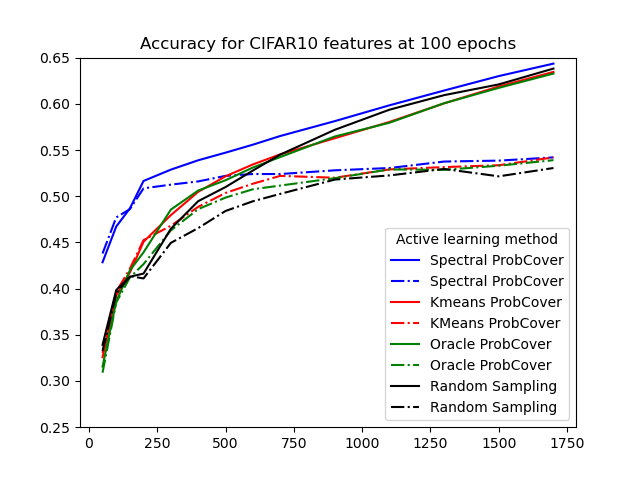 Accuracy for CIFAR10 features at 100 epochs
0.65
0.60
0.55
0.50
0.45
0.40
0.35
0.30
0.25
0 250 500 750 1000 1250 1500 1750
Active learning method
Spectral ProbCover
Spectral ProbCover
Kmeans ProbCover
KMeans ProbCover
Oracle ProbCover
Oracle ProbCover
Random Sampling
Random Sampling